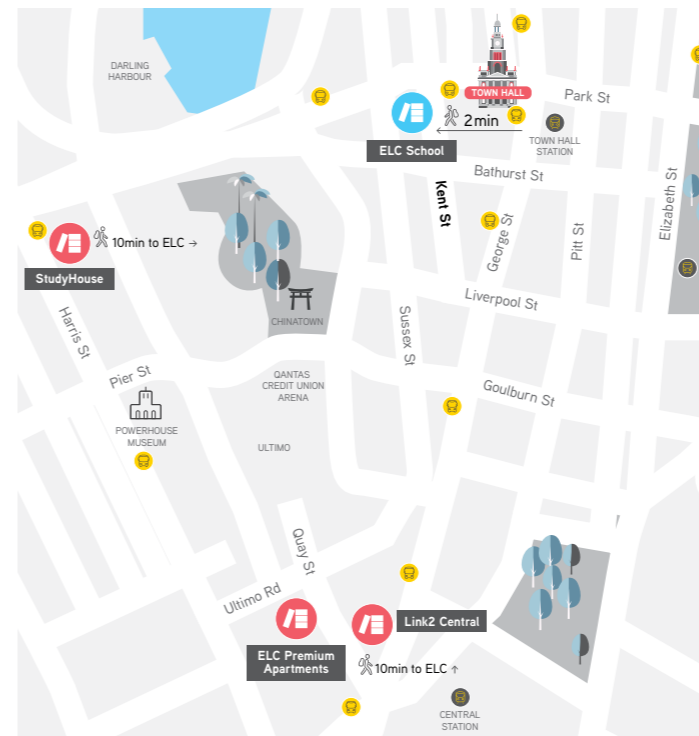 DARLING
HARBOUR
TOWN HALL
Park St
2min
TOWN HALL
STATION
ELC School
Bathurst St
Kent St
Elizabeth St
George St
Pitt St
10min to ELC →
StudyHouse
Harris St
Liverpool St
CHINATOWN
Sussex St
Pier St
QANTAS
CREDIT UNION
ARENA
Goulburn St
POWERHOUSE
MUSEUM
ULTIMO
Quay St
Ultimo Rd
Link2 Central
ELC Premium
Apartments
10min to ELC ↑
CENTRAL
STATION